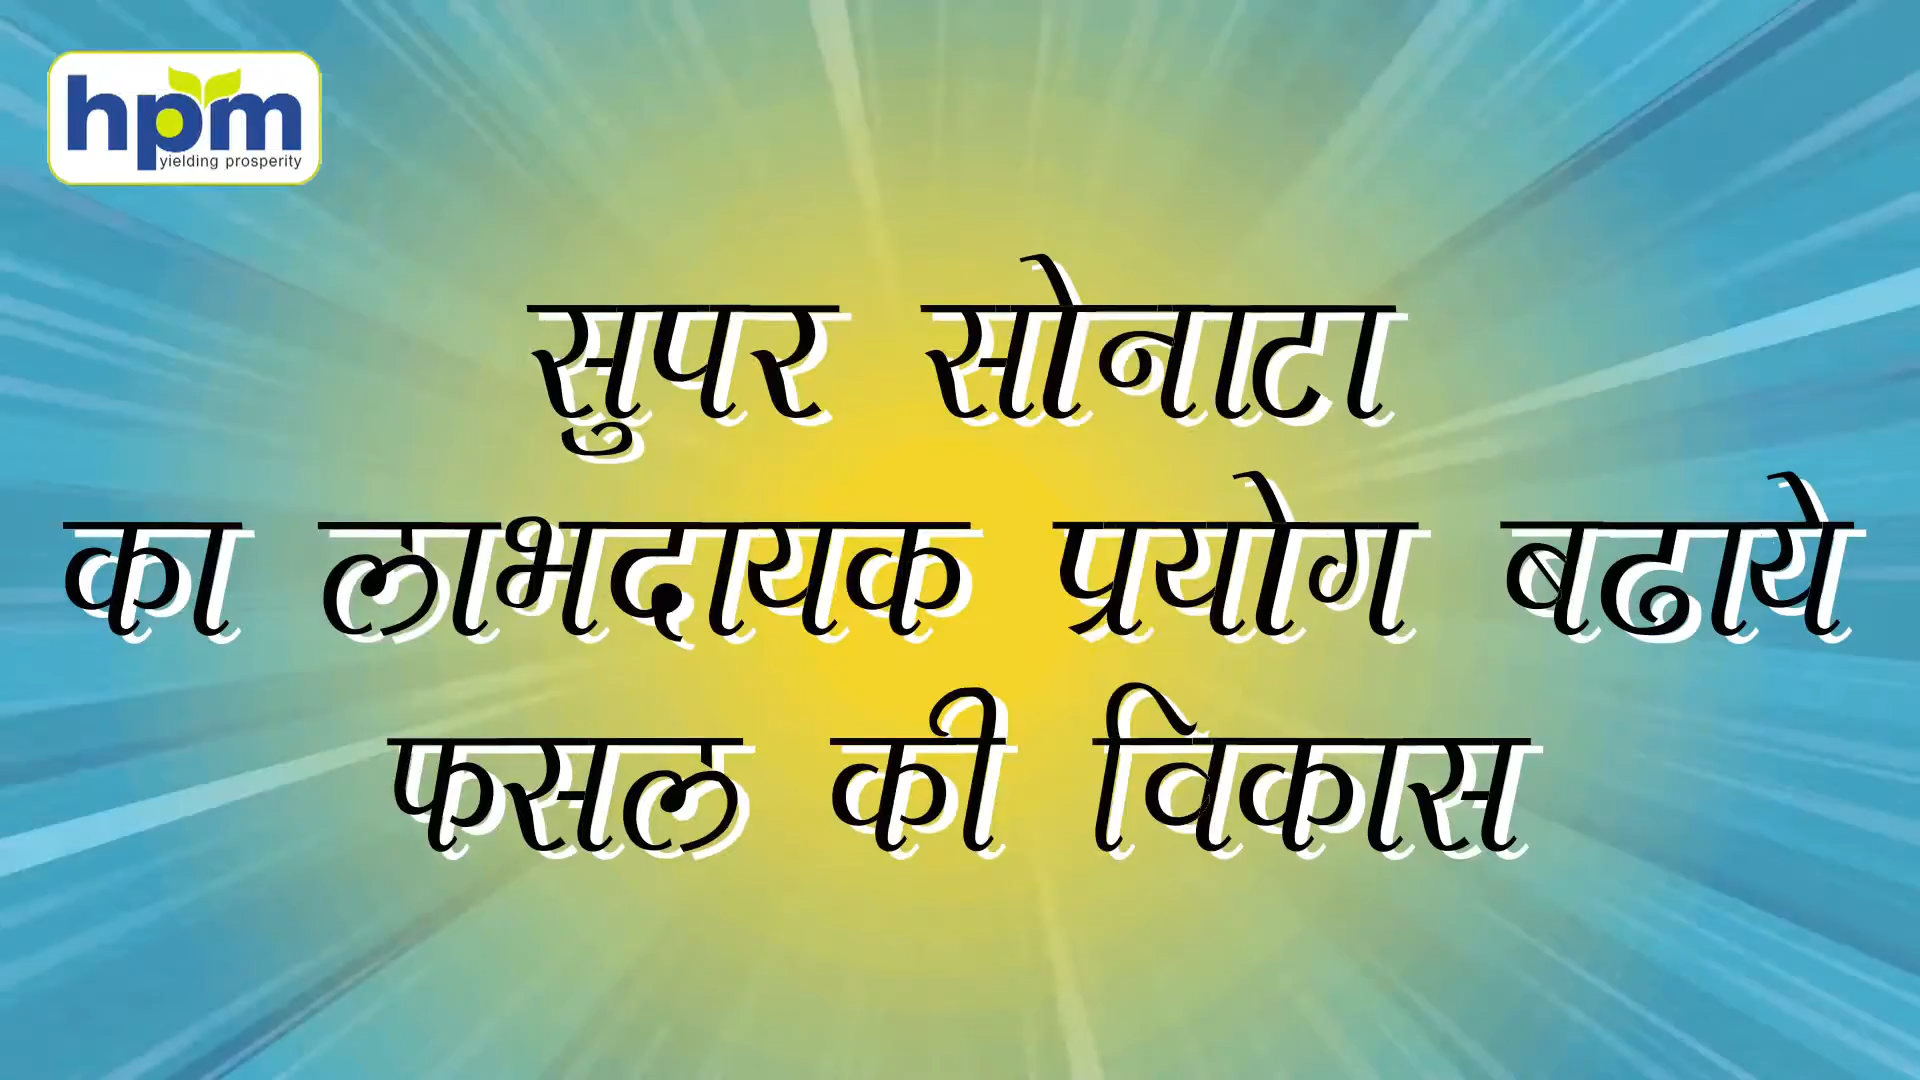 hpm
yielding prosperity
सुपर सोनाटा
का लाभदायक प्रयोग बढाये
फसल की विकास